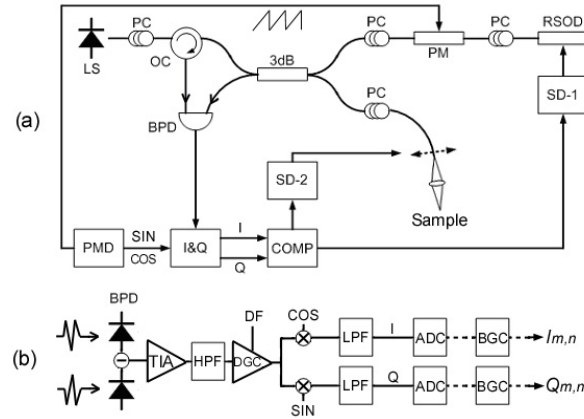 PC
LS
OC
3dB
PC
PM
PC
RSOD
BPD
PC
SD-1
(a)
SD-2
Sample
PMD
SIN
COS
I&Q
I
Q
COMP
BPD
DF
COS
(b)
TIA
HPF
DGC
LPF
I
ADC
BGC
Im,n
SIN
LPF
Q
ADC
BGC
Qm,n